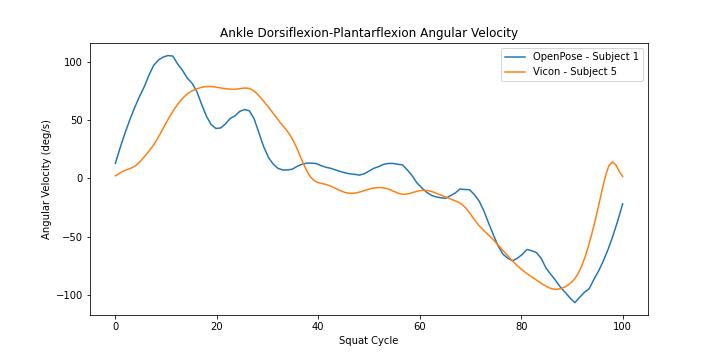 Ankle Dorsiflexion-Plantarflexion Angular Velocity
OpenPose - Subject 1
Vicon - Subject 5
Angular Velocity (deg/s)
100
50
0
−50
−100
0
20
40
60
80
100
Squat Cycle